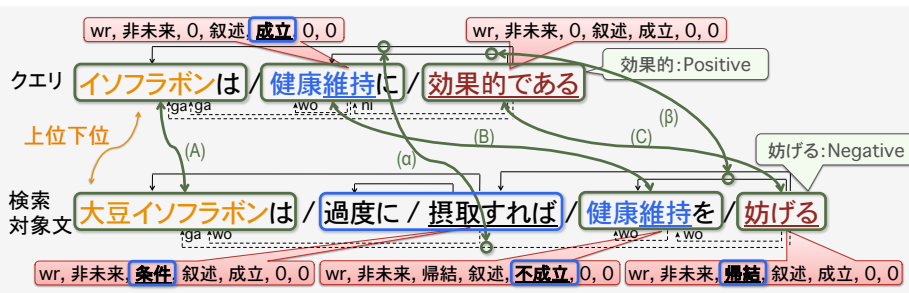 wr, 非未来, 0, 叙述, 成立, 0, 0
wr, 非未来, 0, 叙述, 成立, 0, 0
効果的:Positive
クエリ
イソフラボンは / 健康維持に / 効果的である
ga ga wo ni
上位下位
(A)
(α)
(B)
(C)
(β)
妨げる:Negative
検索
対象文
大豆イソフラボンは / 過度に / 摂取すれば / 健康維持を / 妨げる
ga wo wo wo
wr, 非未来, 条件, 叙述, 成立, 0, 0
wr, 非未来, 帰結, 叙述, 不成立, 0, 0
wr, 非未来, 帰結, 叙述, 成立, 0, 0